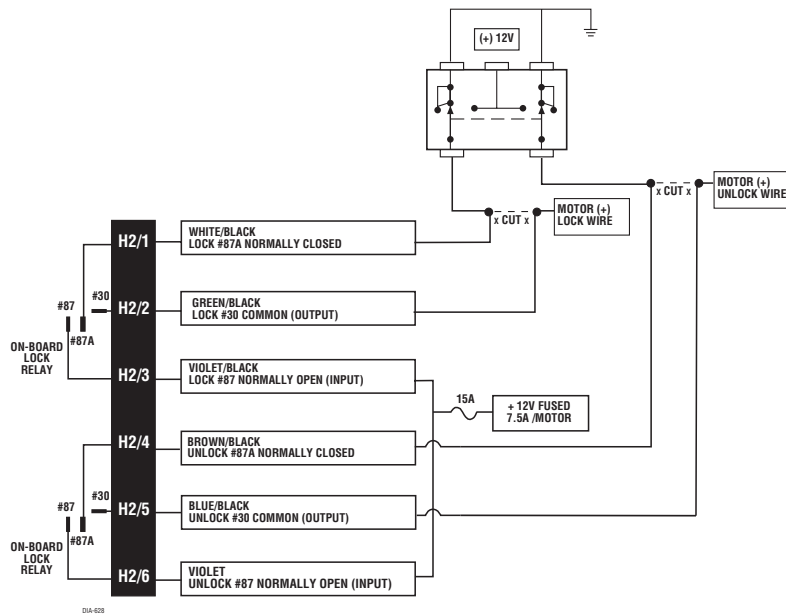 (+) 12V
MOTOR (+)
UNLOCK WIRE
x CUT x
MOTOR (+)
LOCK WIRE
x CUT x
H2/1
WHITE/BLACK
LOCK #87A NORMALLY CLOSED
#87
#30
#87A
H2/2
GREEN/BLACK
LOCK #30 COMMON (OUTPUT)
ON-BOARD
LOCK
RELAY
H2/3
VIOLET/BLACK
LOCK #87 NORMALLY OPEN (INPUT)
15A
+ 12V FUSED
7.5A /MOTOR
H2/4
BROWN/BLACK
UNLOCK #87A NORMALLY CLOSED
#87
#30
#87A
H2/5
BLUE/BLACK
UNLOCK #30 COMMON (OUTPUT)
ON-BOARD
LOCK
RELAY
H2/6
VIOLET
UNLOCK #87 NORMALLY OPEN (INPUT)
DIA-628